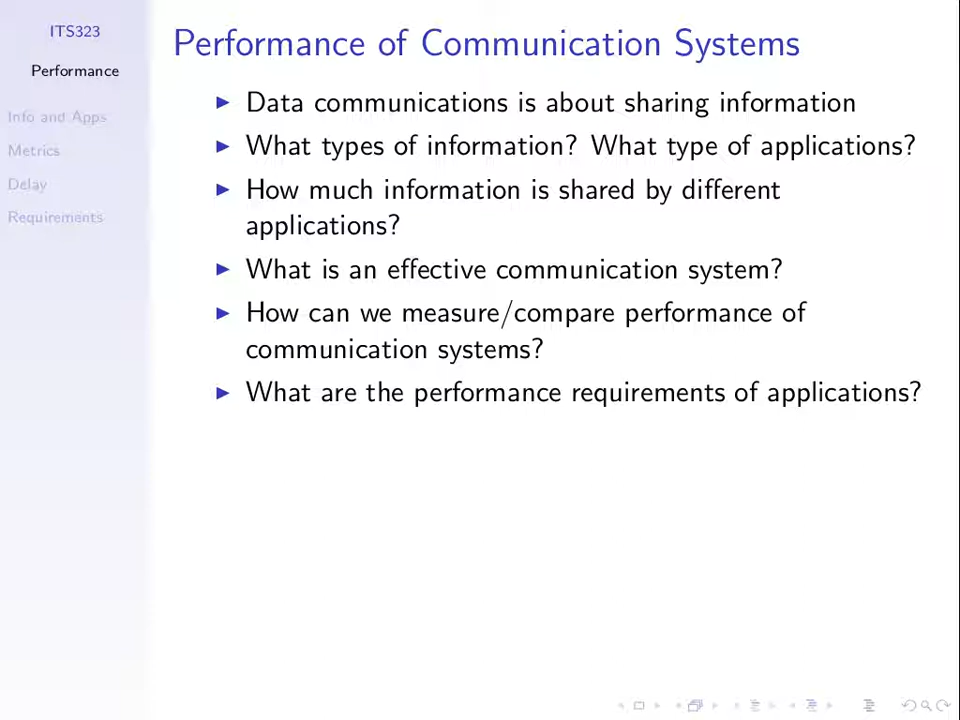 ITS323
Performance
Info and Apps
Metrics
Delay
Requirements
Performance of Communication Systems
Data communications is about sharing information
What types of information? What type of applications?
How much information is shared by different
applications?
What is an effective communication system?
How can we measure/compare performance of
communication systems?
What are the performance requirements of applications?